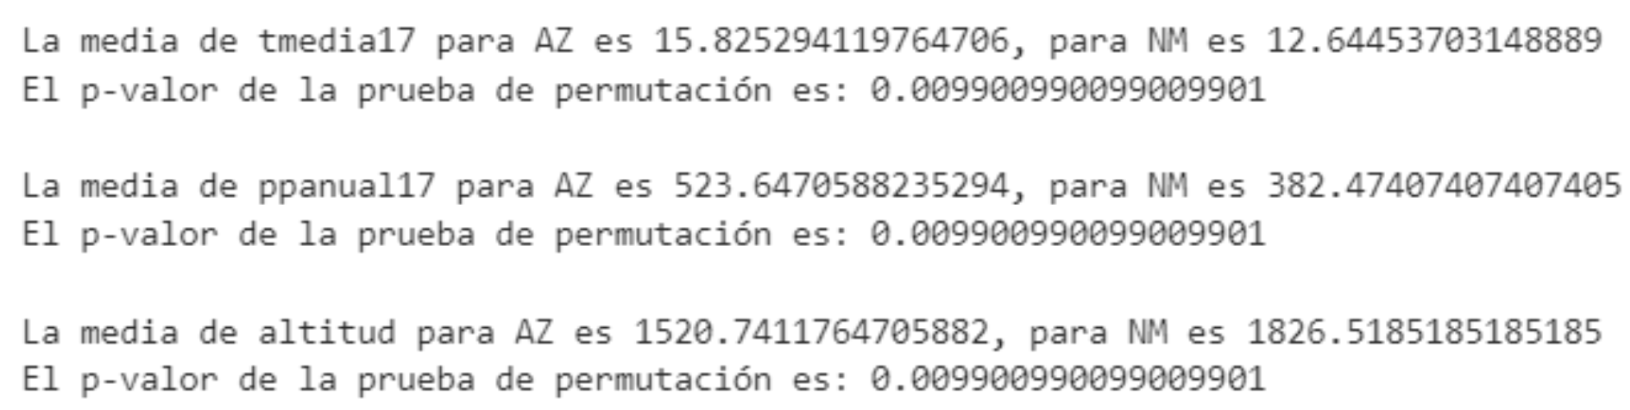 La media de tmedia17 para AZ es 15.825294119764706, para NM es 12.64453703148889
El p-valor de la prueba de permutación es: 0.009900990099009901
La media de ppanual17 para AZ es 523.6470588235294, para NM es 382.47407407407405
El p-valor de la prueba de permutación es: 0.009900990099009901
La media de altitud para AZ es 1520.7411764705882, para NM es 1826.5185185185185
El p-valor de la prueba de permutación es: 0.009900990099009901